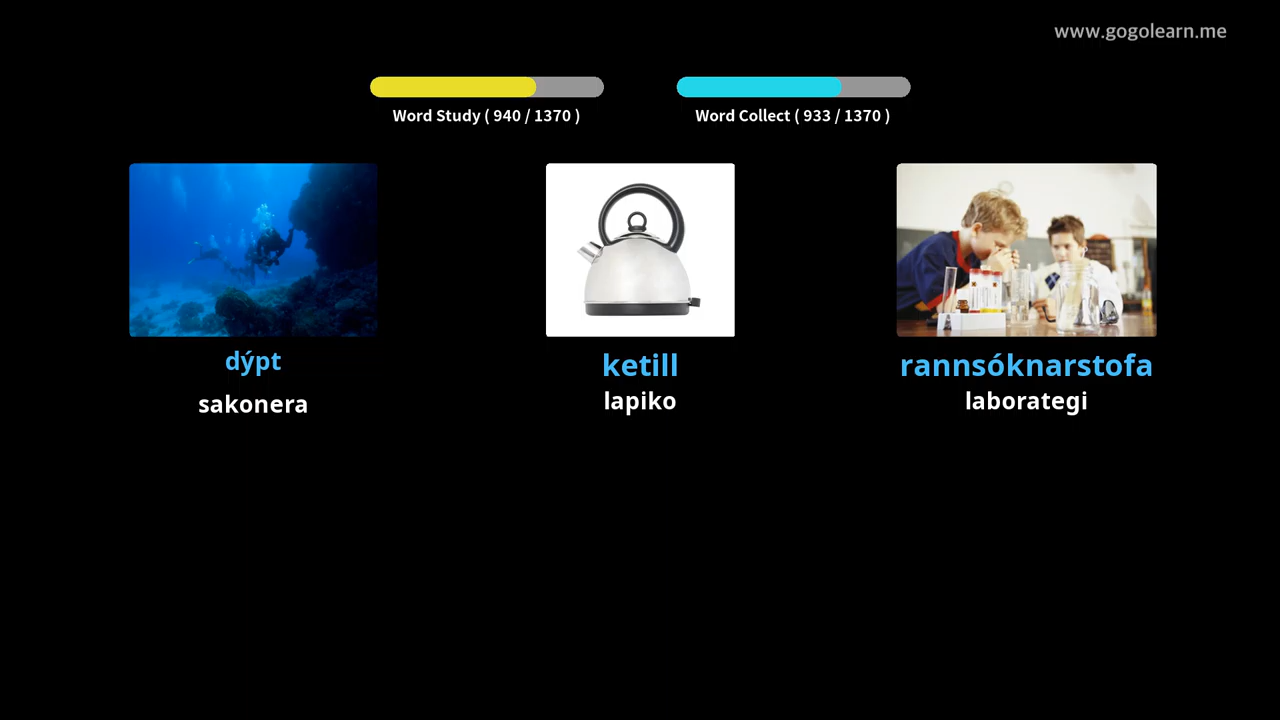 www.gogolearn.me
Word Study ( 940 / 1370 )
Word Collect ( 933 / 1370 )
dýpt
sakonera
ketill
lapiko
rannsóknarstofa
laborategi